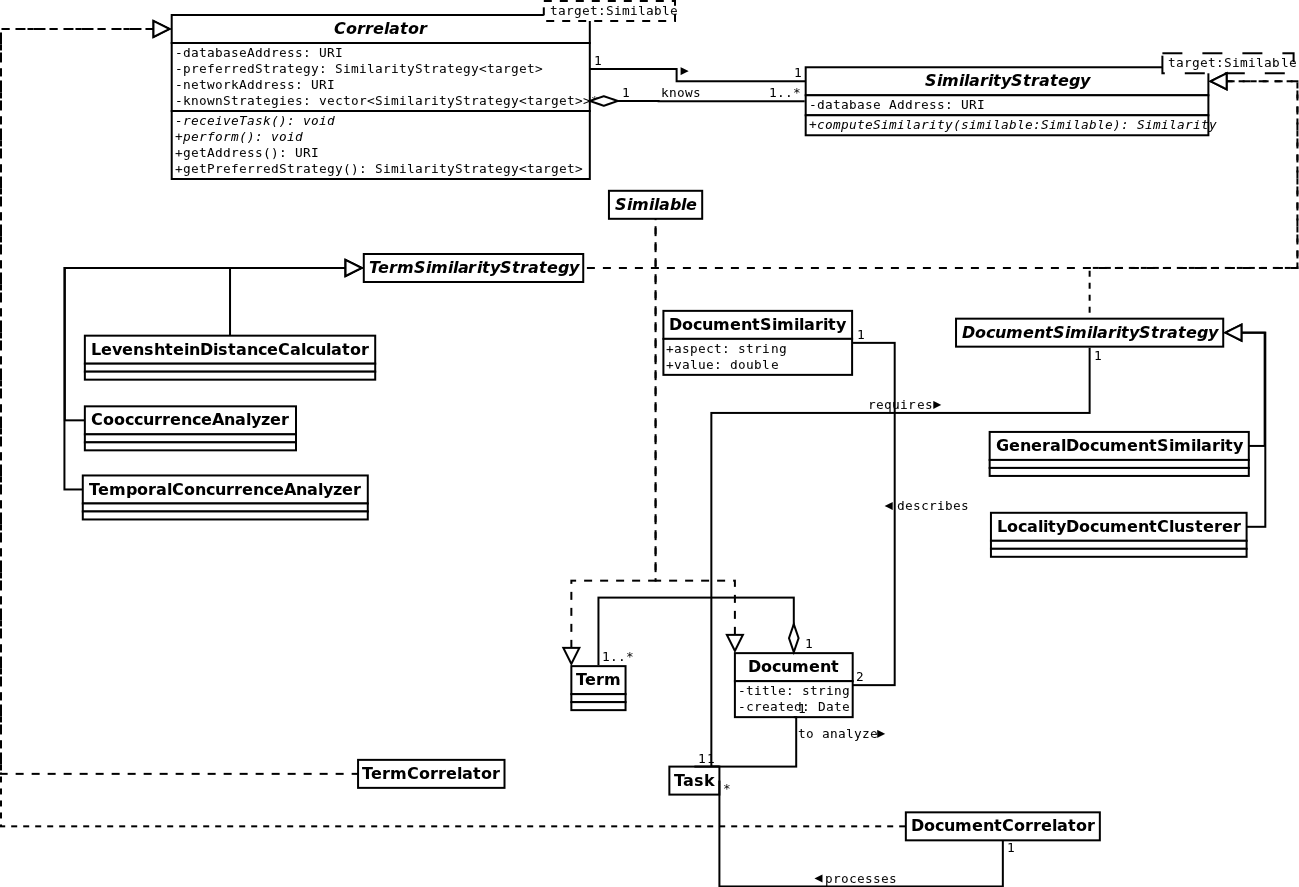 target:Similable
Correlator
-databaseAddress: URI
-preferredStrategy: SimilarityStrategy<target>
-networkAddress: URI
-knownStrategies: vector<SimilarityStrategy<target>>
-receiveTask(): void
+perform(): void
+getAddress(): URI
+getPreferredStrategy(): SimilarityStrategy<target>
1
1
1
knows
1..*
target:Similable
SimilarityStrategy
-database Address: URI
+computeSimilarity(similable:Similable): Similarity
Similable
TermSimilarityStrategy
LevenshteinDistanceCalculator
CooccurrenceAnalyzer
TemporalConcurrenceAnalyzer
DocumentSimilarity
+aspect: string
+value: double
1
DocumentSimilarityStrategy
1
requires
GeneralDocumentSimilarity
describes
LocalityDocumentClusterer
1..*
Term
1
Document
-title: string
-created: Date
2
1
to analyze
11
Task
*
TermCorrelator
DocumentCorrelator
1
processes